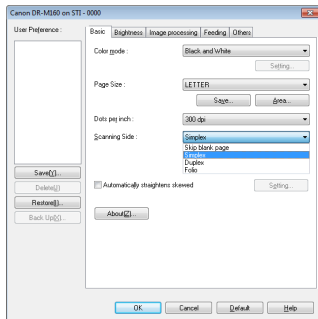 Canon DR-M160 on STI - 0000
User Preference :
Basic Brightness Image processing Feeding Others
Color mode : Black and White
Setting...
Page Size : LETTER
Save... Area...
Dots per inch : 300 dpi
Scanning Side : Simplex
Skip blank page
Simplex
Duplex
Folio
Save(V)...
Delete(J)
Automatically straightens skewed Setting...
Restore(I)...
Back Up(X)...
About(Z)...
OK Cancel Default Help